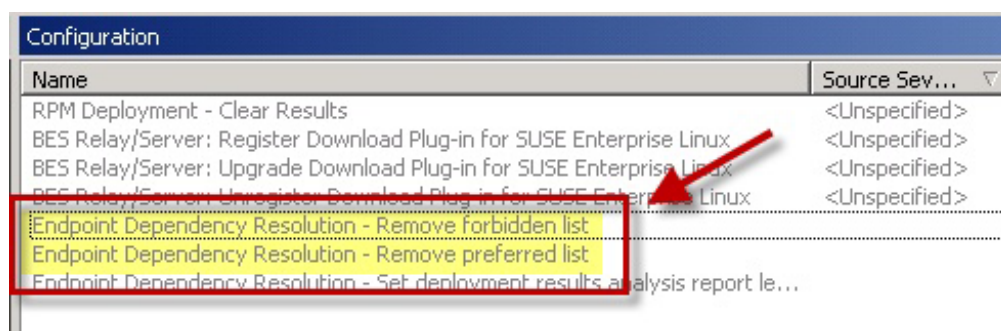 Configuration
Name Source Sev...
RPM Deployment - Clear Results <Unspecified>
BES Relay/Server: Register Download Plug-in for SUSE Enterprise Linux <Unspecified>
BES Relay/Server: Upgrade Download Plug-in for SUSE Enterprise Linux <Unspecified>
BES Relay/Server: Unregister Download Plug-in for SUSE Enterprise Linux <Unspecified>
Endpoint Dependency Resolution - Remove forbidden list
Endpoint Dependency Resolution - Remove preferred list
Endpoint Dependency Resolution - Set deployment results analysis report le...